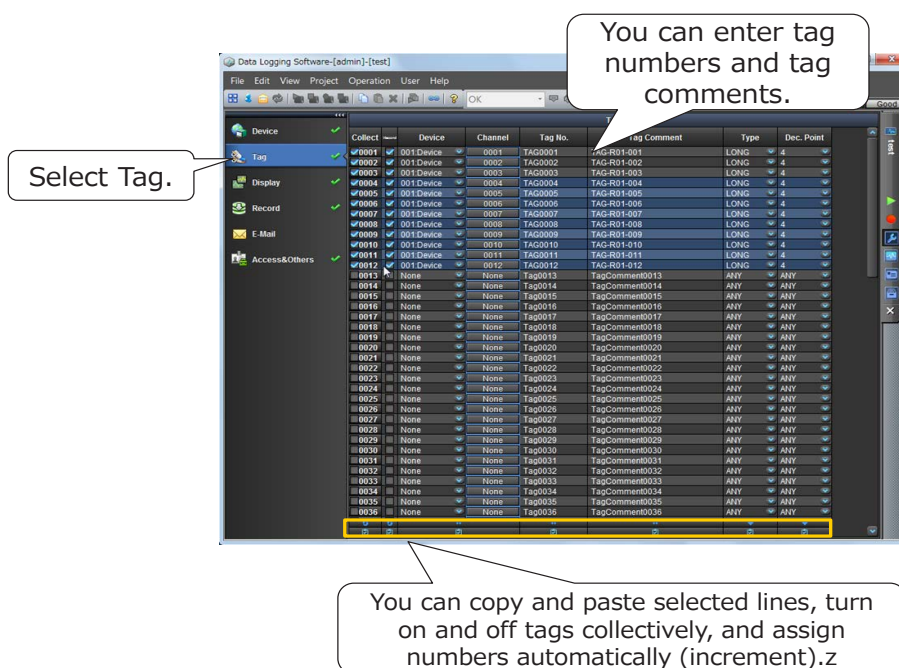 You can enter tag
numbers and tag
comments.
Data Logging Software-[admin]-[test]
File Edit View Project Operation User Help
OK
Good
Device
Tag
Display
Record
E-Mail
Access&Others
Select Tag.
Collect Device Channel Tag No. Tag Comment Type Dec. Point
test
0001 001:Device 0001 TAG0001 TAG-R01-001 LONG 4
0002 001:Device 0002 TAG0002 TAG-R01-002 LONG 4
0003 001:Device 0003 TAG0003 TAG-R01-003 LONG 4
0004 001:Device 0004 TAG0004 TAG-R01-004 LONG 4
0005 001:Device 0005 TAG0005 TAG-R01-005 LONG 4
0006 001:Device 0006 TAG0006 TAG-R01-006 LONG 4
0007 001:Device 0007 TAG0007 TAG-R01-007 LONG 4
0008 001:Device 0008 TAG0008 TAG-R01-008 LONG 4
0009 001:Device 0009 TAG0009 TAG-R01-009 LONG 4
0010 001:Device 0010 TAG0010 TAG-R01-010 LONG 4
0011 001:Device 0011 TAG0011 TAG-R01-011 LONG 4
0012 001:Device 0012 TAG0012 TAG-R01-012 LONG 4
0013 None None Tag0013 TagComment0013 ANY ANY
0014 None None Tag0014 TagComment0014 ANY ANY
0015 None None Tag0015 TagComment0015 ANY ANY
0016 None None Tag0016 TagComment0016 ANY ANY
0017 None None Tag0017 TagComment0017 ANY ANY
0018 None None Tag0018 TagComment0018 ANY ANY
0019 None None Tag0019 TagComment0019 ANY ANY
0020 None None Tag0020 TagComment0020 ANY ANY
0021 None None Tag0021 TagComment0021 ANY ANY
0022 None None Tag0022 TagComment0022 ANY ANY
0023 None None Tag0023 TagComment0023 ANY ANY
0024 None None Tag0024 TagComment0024 ANY ANY
0025 None None Tag0025 TagComment0025 ANY ANY
0026 None None Tag0026 TagComment0026 ANY ANY
0027 None None Tag0027 TagComment0027 ANY ANY
0028 None None Tag0028 TagComment0028 ANY ANY
0029 None None Tag0029 TagComment0029 ANY ANY
0030 None None Tag0030 TagComment0030 ANY ANY
0031 None None Tag0031 TagComment0031 ANY ANY
0032 None None Tag0032 TagComment0032 ANY ANY
0033 None None Tag0033 TagComment0033 ANY ANY
0034 None None Tag0034 TagComment0034 ANY ANY
0035 None None Tag0035 TagComment0035 ANY ANY
0036 None None Tag0036 TagComment0036 ANY ANY
You can copy and paste selected lines, turn
on and off tags collectively, and assign
numbers automatically (increment).z